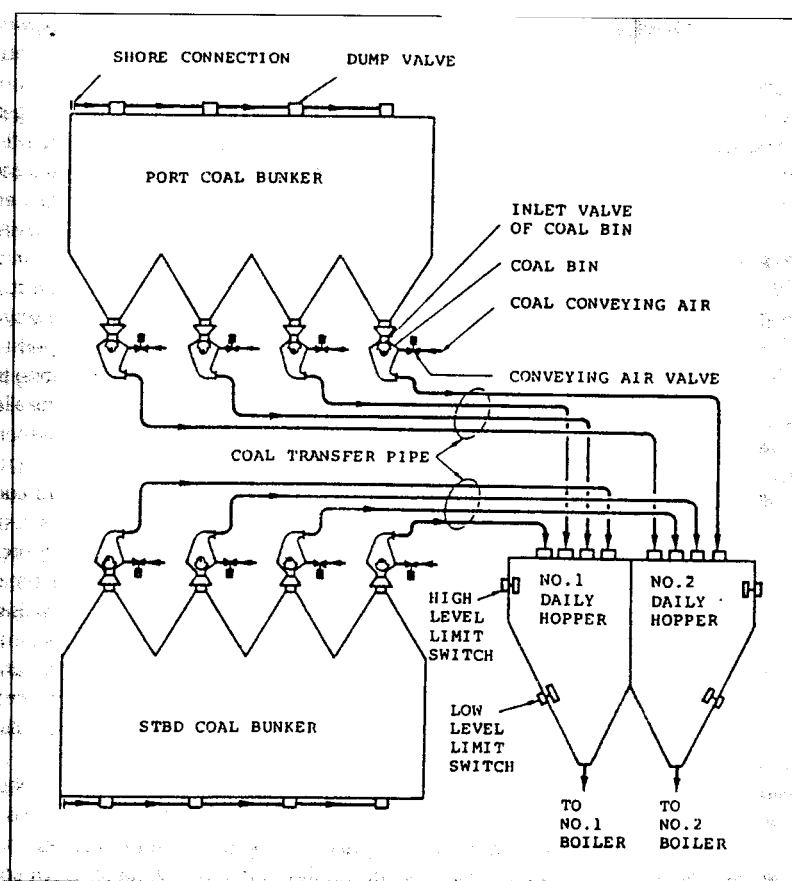 SHORE CONNECTION
DUMP VALVE
PORT COAL BUNKER
INLET VALVE
OF COAL BIN
COAL BIN
COAL CONVEYING AIR
CONVEYING AIR VALVE
COAL TRANSFER PIPE
HIGH
LEVEL
LIMIT
SWITCH
NO.1
DAILY
HOPPER
NO.2
DAILY
HOPPER
STBD COAL BUNKER
LOW
LEVEL
LIMIT
SWITCH
TO
NO.1
BOILER
TO
NO.2
BOILER